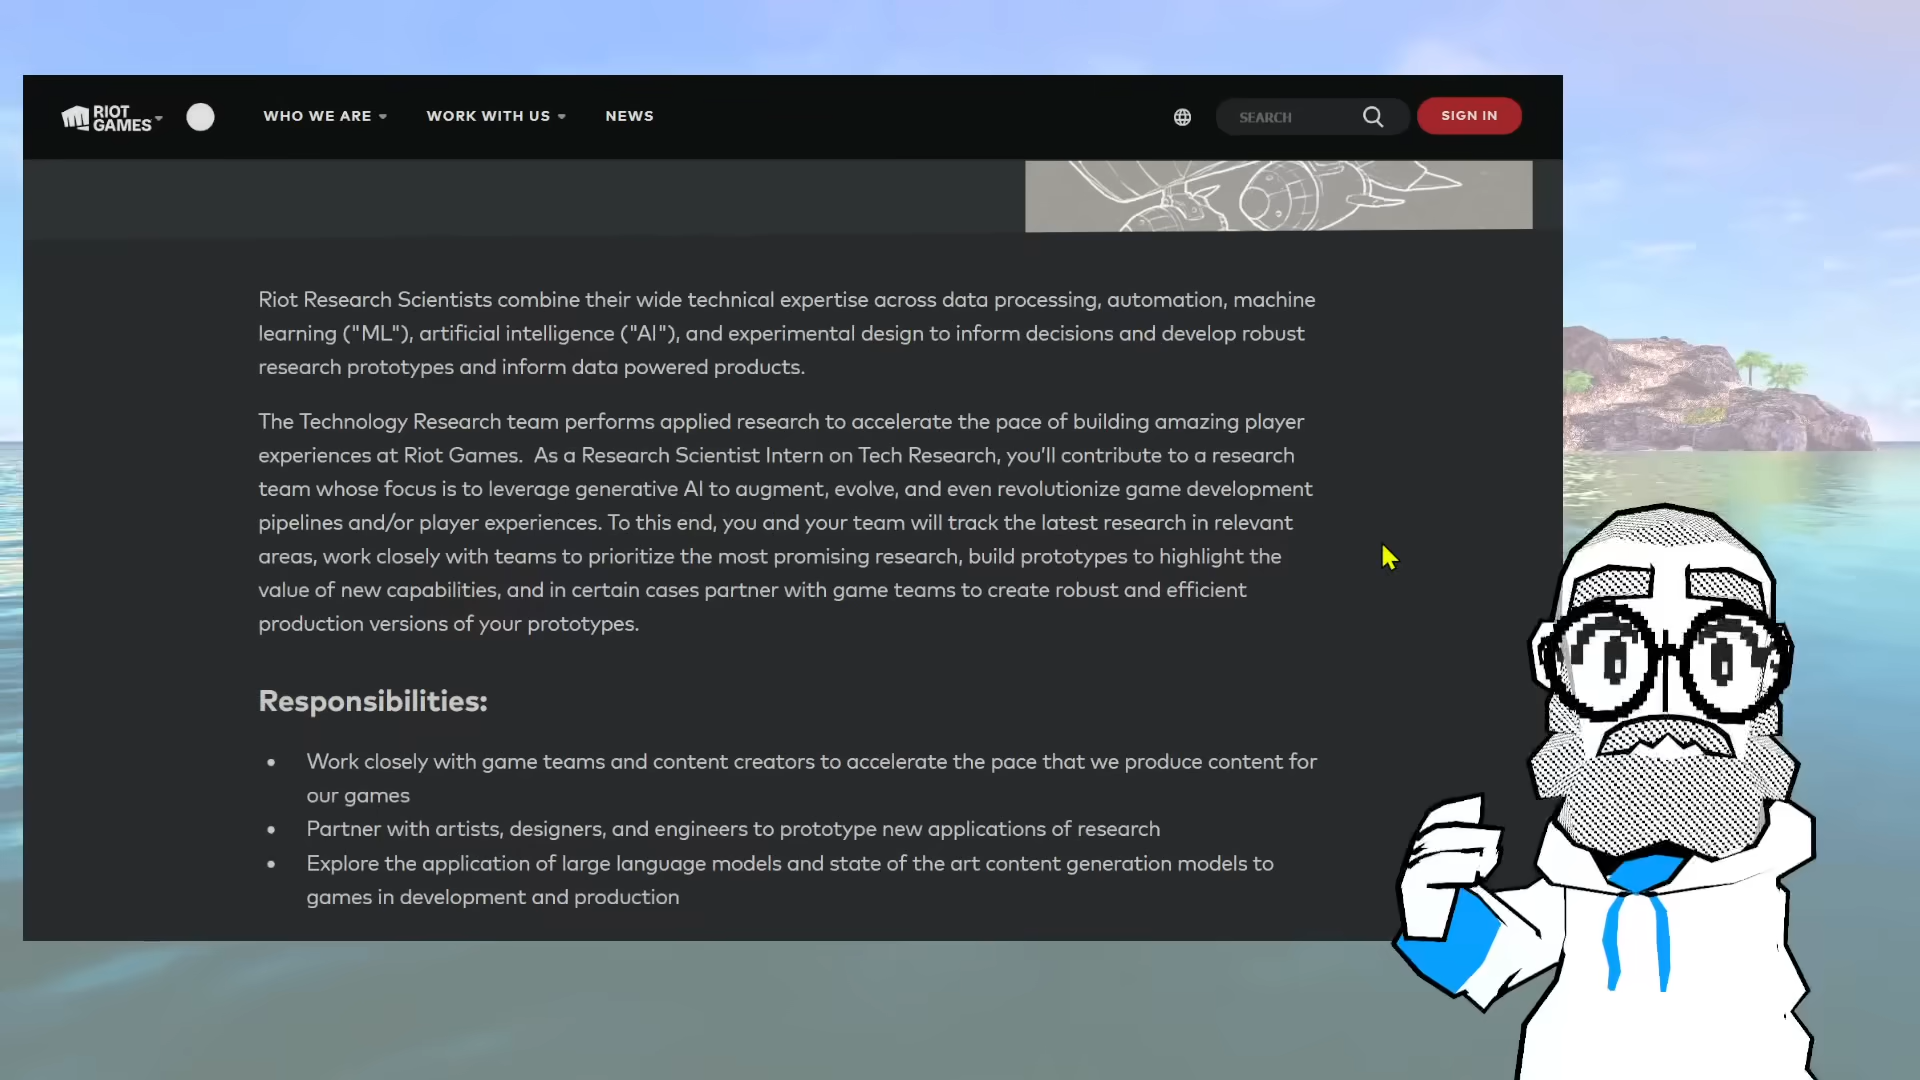 RIOT GAMES
WHO WE ARE
WORK WITH US
NEWS
SEARCH
SIGN IN
Riot Research Scientists combine their wide technical expertise across data processing, automation, machine
learning ("ML"), artificial intelligence ("AI"), and experimental design to inform decisions and develop robust
research prototypes and inform data powered products.
The Technology Research team performs applied research to accelerate the pace of building amazing player
experiences at Riot Games. As a Research Scientist Intern on Tech Research, you'll contribute to a research
team whose focus is to leverage generative AI to augment, evolve, and even revolutionize game development
pipelines and/or player experiences. To this end, you and your team will track the latest research in relevant
areas, work closely with teams to prioritize the most promising research, build prototypes to highlight the
value of new capabilities, and in certain cases partner with game teams to create robust and efficient
production versions of your prototypes.
Responsibilities:
• Work closely with game teams and content creators to accelerate the pace that we produce content for
our games
• Partner with artists, designers, and engineers to prototype new applications of research
• Explore the application of large language models and state of the art content generation models to
games in development and production